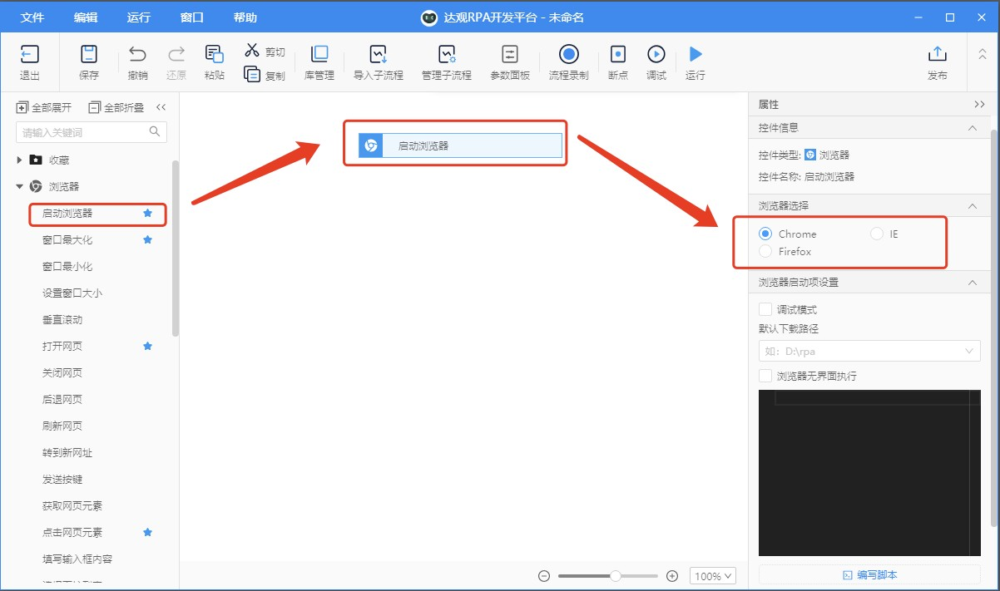 文件 编辑 运行 窗口 帮助 达观RPA开发平台 - 未命名
退出 保存 撤销 还原 粘贴 剪切 复制 库管理 导入子流程 管理子流程 参数面板 流程录制 断点 调试 运行 发布
全部展开 全部折叠
请输入关键词
收藏
浏览器
启动浏览器
窗口最大化
窗口最小化
设置窗口大小
垂直滚动
打开网页
关闭网页
后退网页
刷新网页
转到新网址
发送按键
获取网页元素
点击网页元素
填写输入框内容
启动浏览器
100%
属性
控件信息
控件类型: 浏览器
控件名称: 启动浏览器
浏览器选择
Chrome IE
Firefox
浏览器启动项设置
调试模式
默认下载路径
如: D:\rpa
浏览器无界面执行
编写脚本